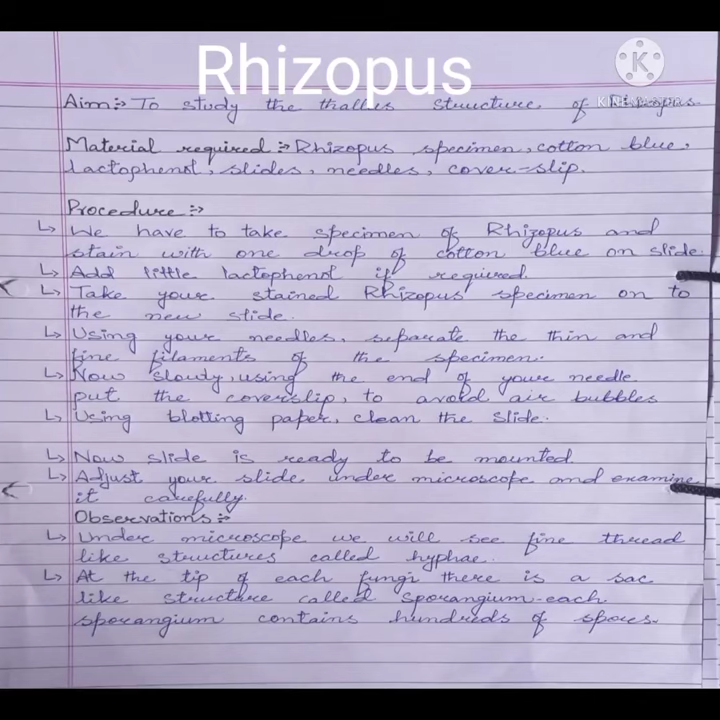 Rhizopus
K
KINEMASTER
Aim:- To study the thallus structure of Rhizopus.
Material required :- Rhizopus specimen, cotton blue,
lactophenol, slides, needles, cover-slip.
Procedure :-
↳ We have to take specimen of Rhizopus and
stain with one drop of cotton blue on slide.
↳ Add little lactophenol if required.
↳ Take your stained Rhizopus specimen on to
the new slide.
↳ Using your needles, separate the thin and
fine filaments of the specimen.
↳ Now slowly, using the end of your needle
put the coverslip, to avoid air bubbles
↳ Using blotting paper, clean the slide.
↳ Now slide is ready to be mounted
↳ Adjust your slide under microscope and examine
it carefully.
Observations :-
↳ Under microscope we will see fine thread
like structures called hyphae.
↳ At the tip of each fungi there is a sac
like structure called sporangium-each
sporangium contains hundreds of spores.